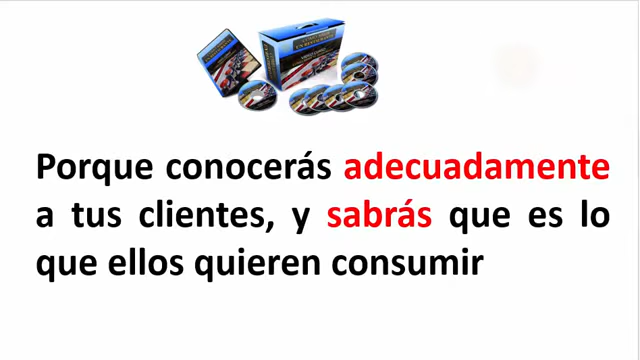 Porque conocerás adecuadamente
a tus clientes, y sabrás que es lo
que ellos quieren consumir